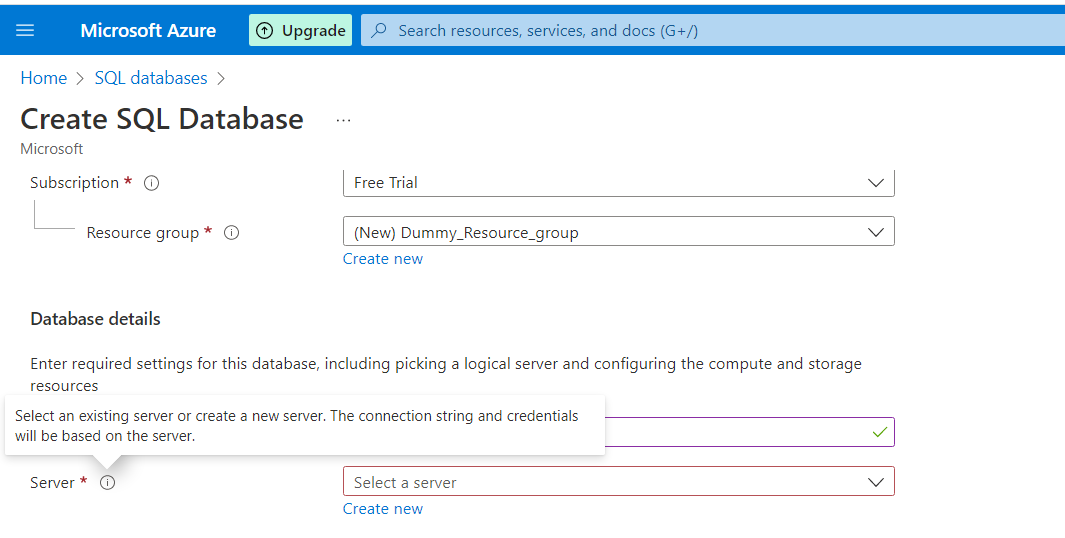 Microsoft Azure
Upgrade
Search resources, services, and docs (G+/)
Home > SQL databases >
Create SQL Database ...
Microsoft
Subscription * Free Trial
Resource group * (New) Dummy_Resource_group
Create new
Database details
Enter required settings for this database, including picking a logical server and configuring the compute and storage
resources
Select an existing server or create a new server. The connection string and credentials
will be based on the server.
Server * Select a server
Create new